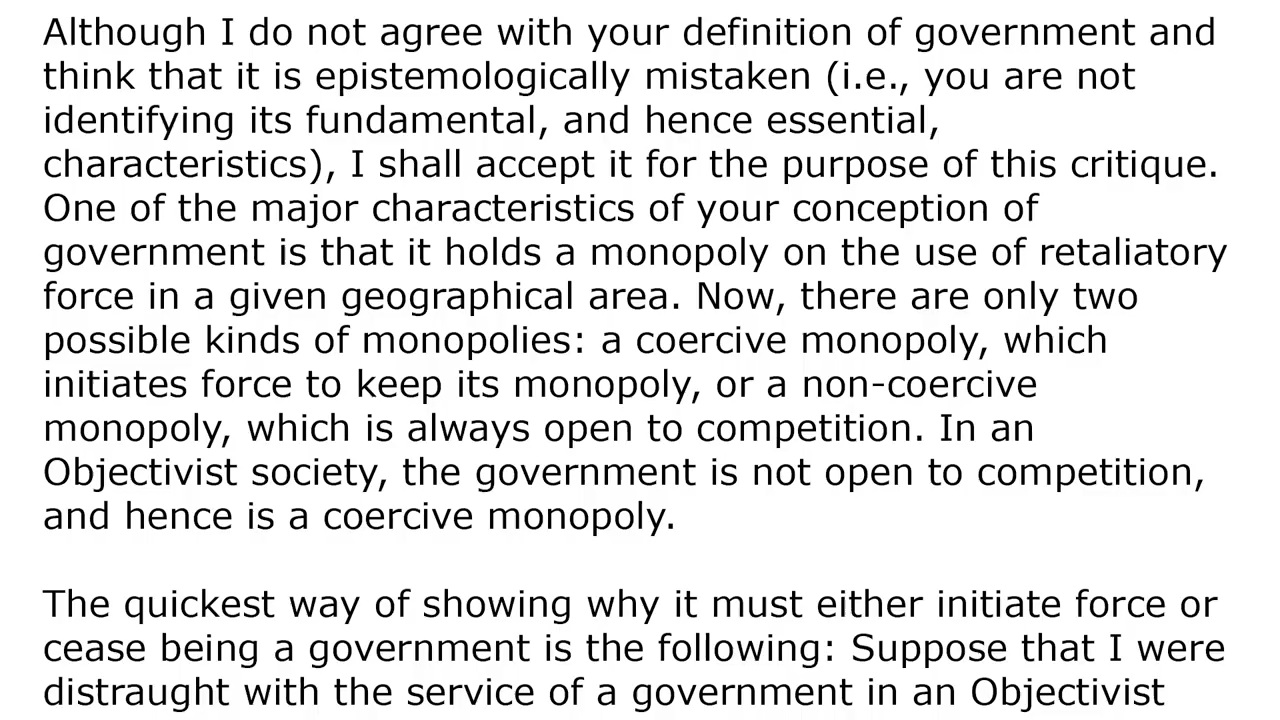 Although I do not agree with your definition of government and
think that it is epistemologically mistaken (i.e., you are not
identifying its fundamental, and hence essential,
characteristics), I shall accept it for the purpose of this critique.
One of the major characteristics of your conception of
government is that it holds a monopoly on the use of retaliatory
force in a given geographical area. Now, there are only two
possible kinds of monopolies: a coercive monopoly, which
initiates force to keep its monopoly, or a non-coercive
monopoly, which is always open to competition. In an
Objectivist society, the government is not open to competition,
and hence is a coercive monopoly.
The quickest way of showing why it must either initiate force or
cease being a government is the following: Suppose that I were
distraught with the service of a government in an Objectivist